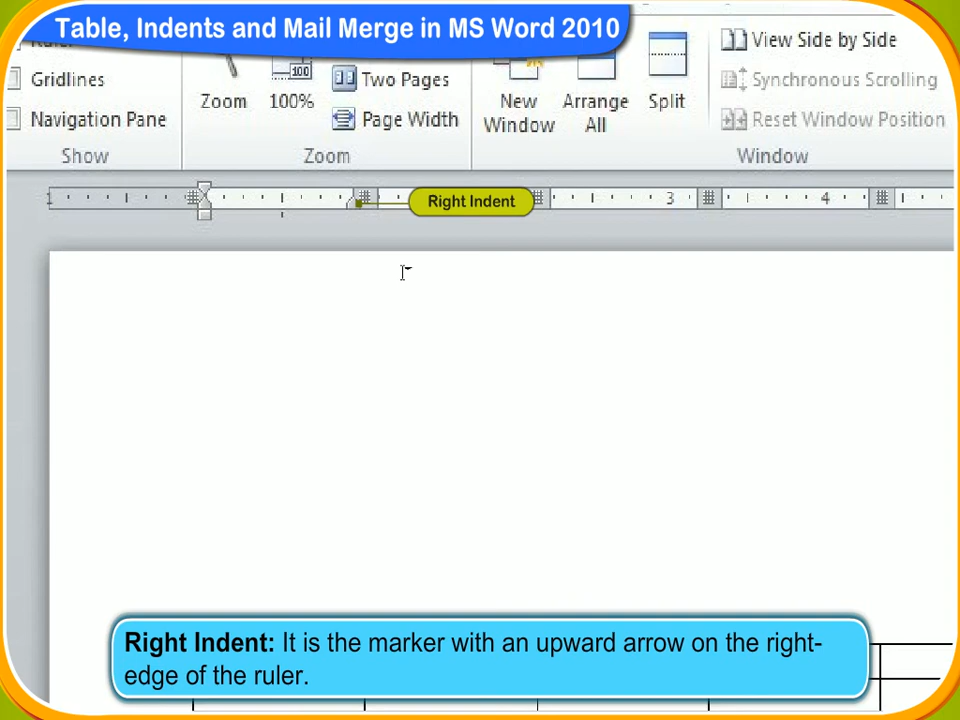 Table, Indents and Mail Merge in MS Word 2010
Ruler
Gridlines
Navigation Pane
Show
Zoom
100%
Two Pages
Page Width
Zoom
New Window
Arrange All
Split
View Side by Side
Synchronous Scrolling
Reset Window Position
Window
1
Right Indent
3
4
Right Indent: It is the marker with an upward arrow on the right-
edge of the ruler.